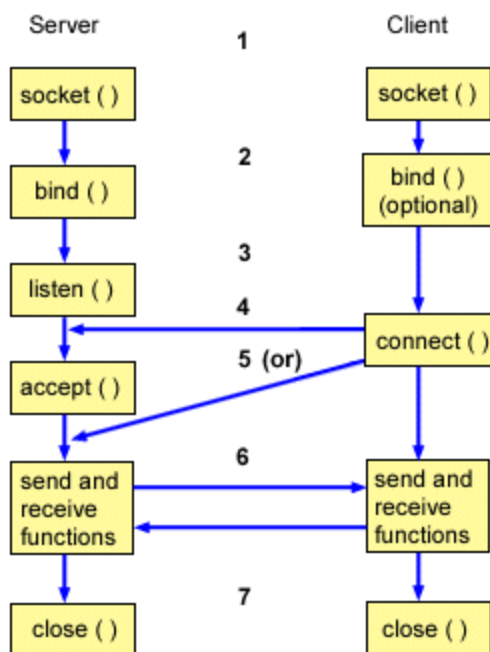 Server
1
Client
socket ( )
socket ( )
2
bind ( )
bind ( )
(optional)
3
listen ( )
4
connect ( )
5 (or)
accept ( )
6
send and
receive
functions
send and
receive
functions
7
close ( )
close ( )